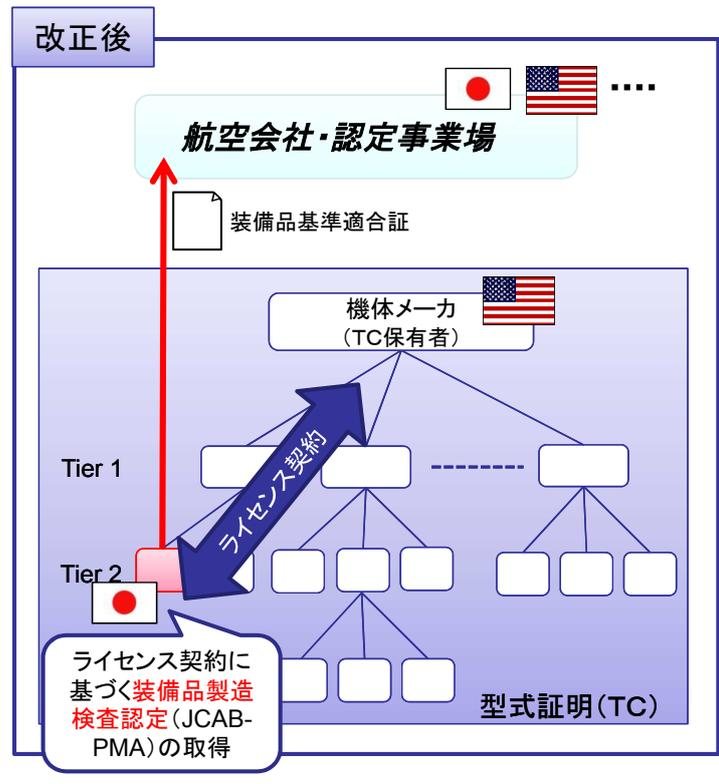 改正後
航空会社・認定事業場
装備品基準適合証
機体メーカ
（TC保有者）
Tier 1
ライセンス契約
Tier 2
ライセンス契約に
基づく装備品製造
検査認定（JCAB-
PMA）の取得
型式証明（TC）